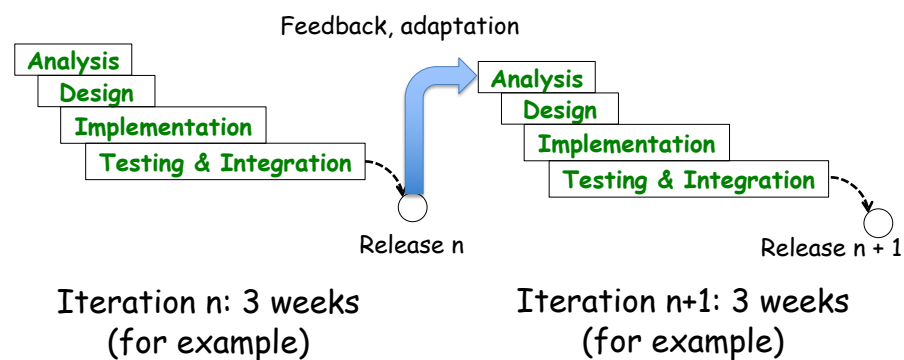 Feedback, adaptation
Analysis
Design
Implementation
Testing & Integration
Release n
Analysis
Design
Implementation
Testing & Integration
Release n + 1
Iteration n: 3 weeks
(for example)
Iteration n+1: 3 weeks
(for example)